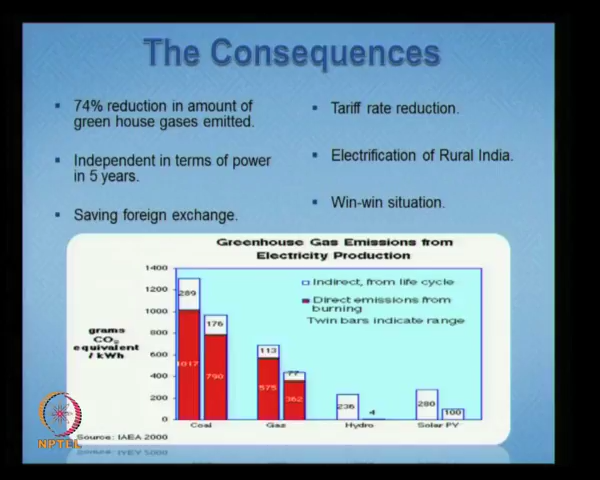 The Consequences
74% reduction in amount of
green house gases emitted.
Independent in terms of power
in 5 years.
Saving foreign exchange.
Tariff rate reduction.
Electrification of Rural India.
Win-win situation.
Greenhouse Gas Emissions from
Electricity Production
1400
1200
1000
800
600
400
200
0
grams
CO₂
equivalent
/ kWh
Indirect, from life cycle
Direct emissions from
burning
Twin bars indicate range
289
1017
176
790
113
575
77
362
236
4
280
100
Coal
Gas
Hydro
Solar PV
Source: IAEA 2000
NPTEL